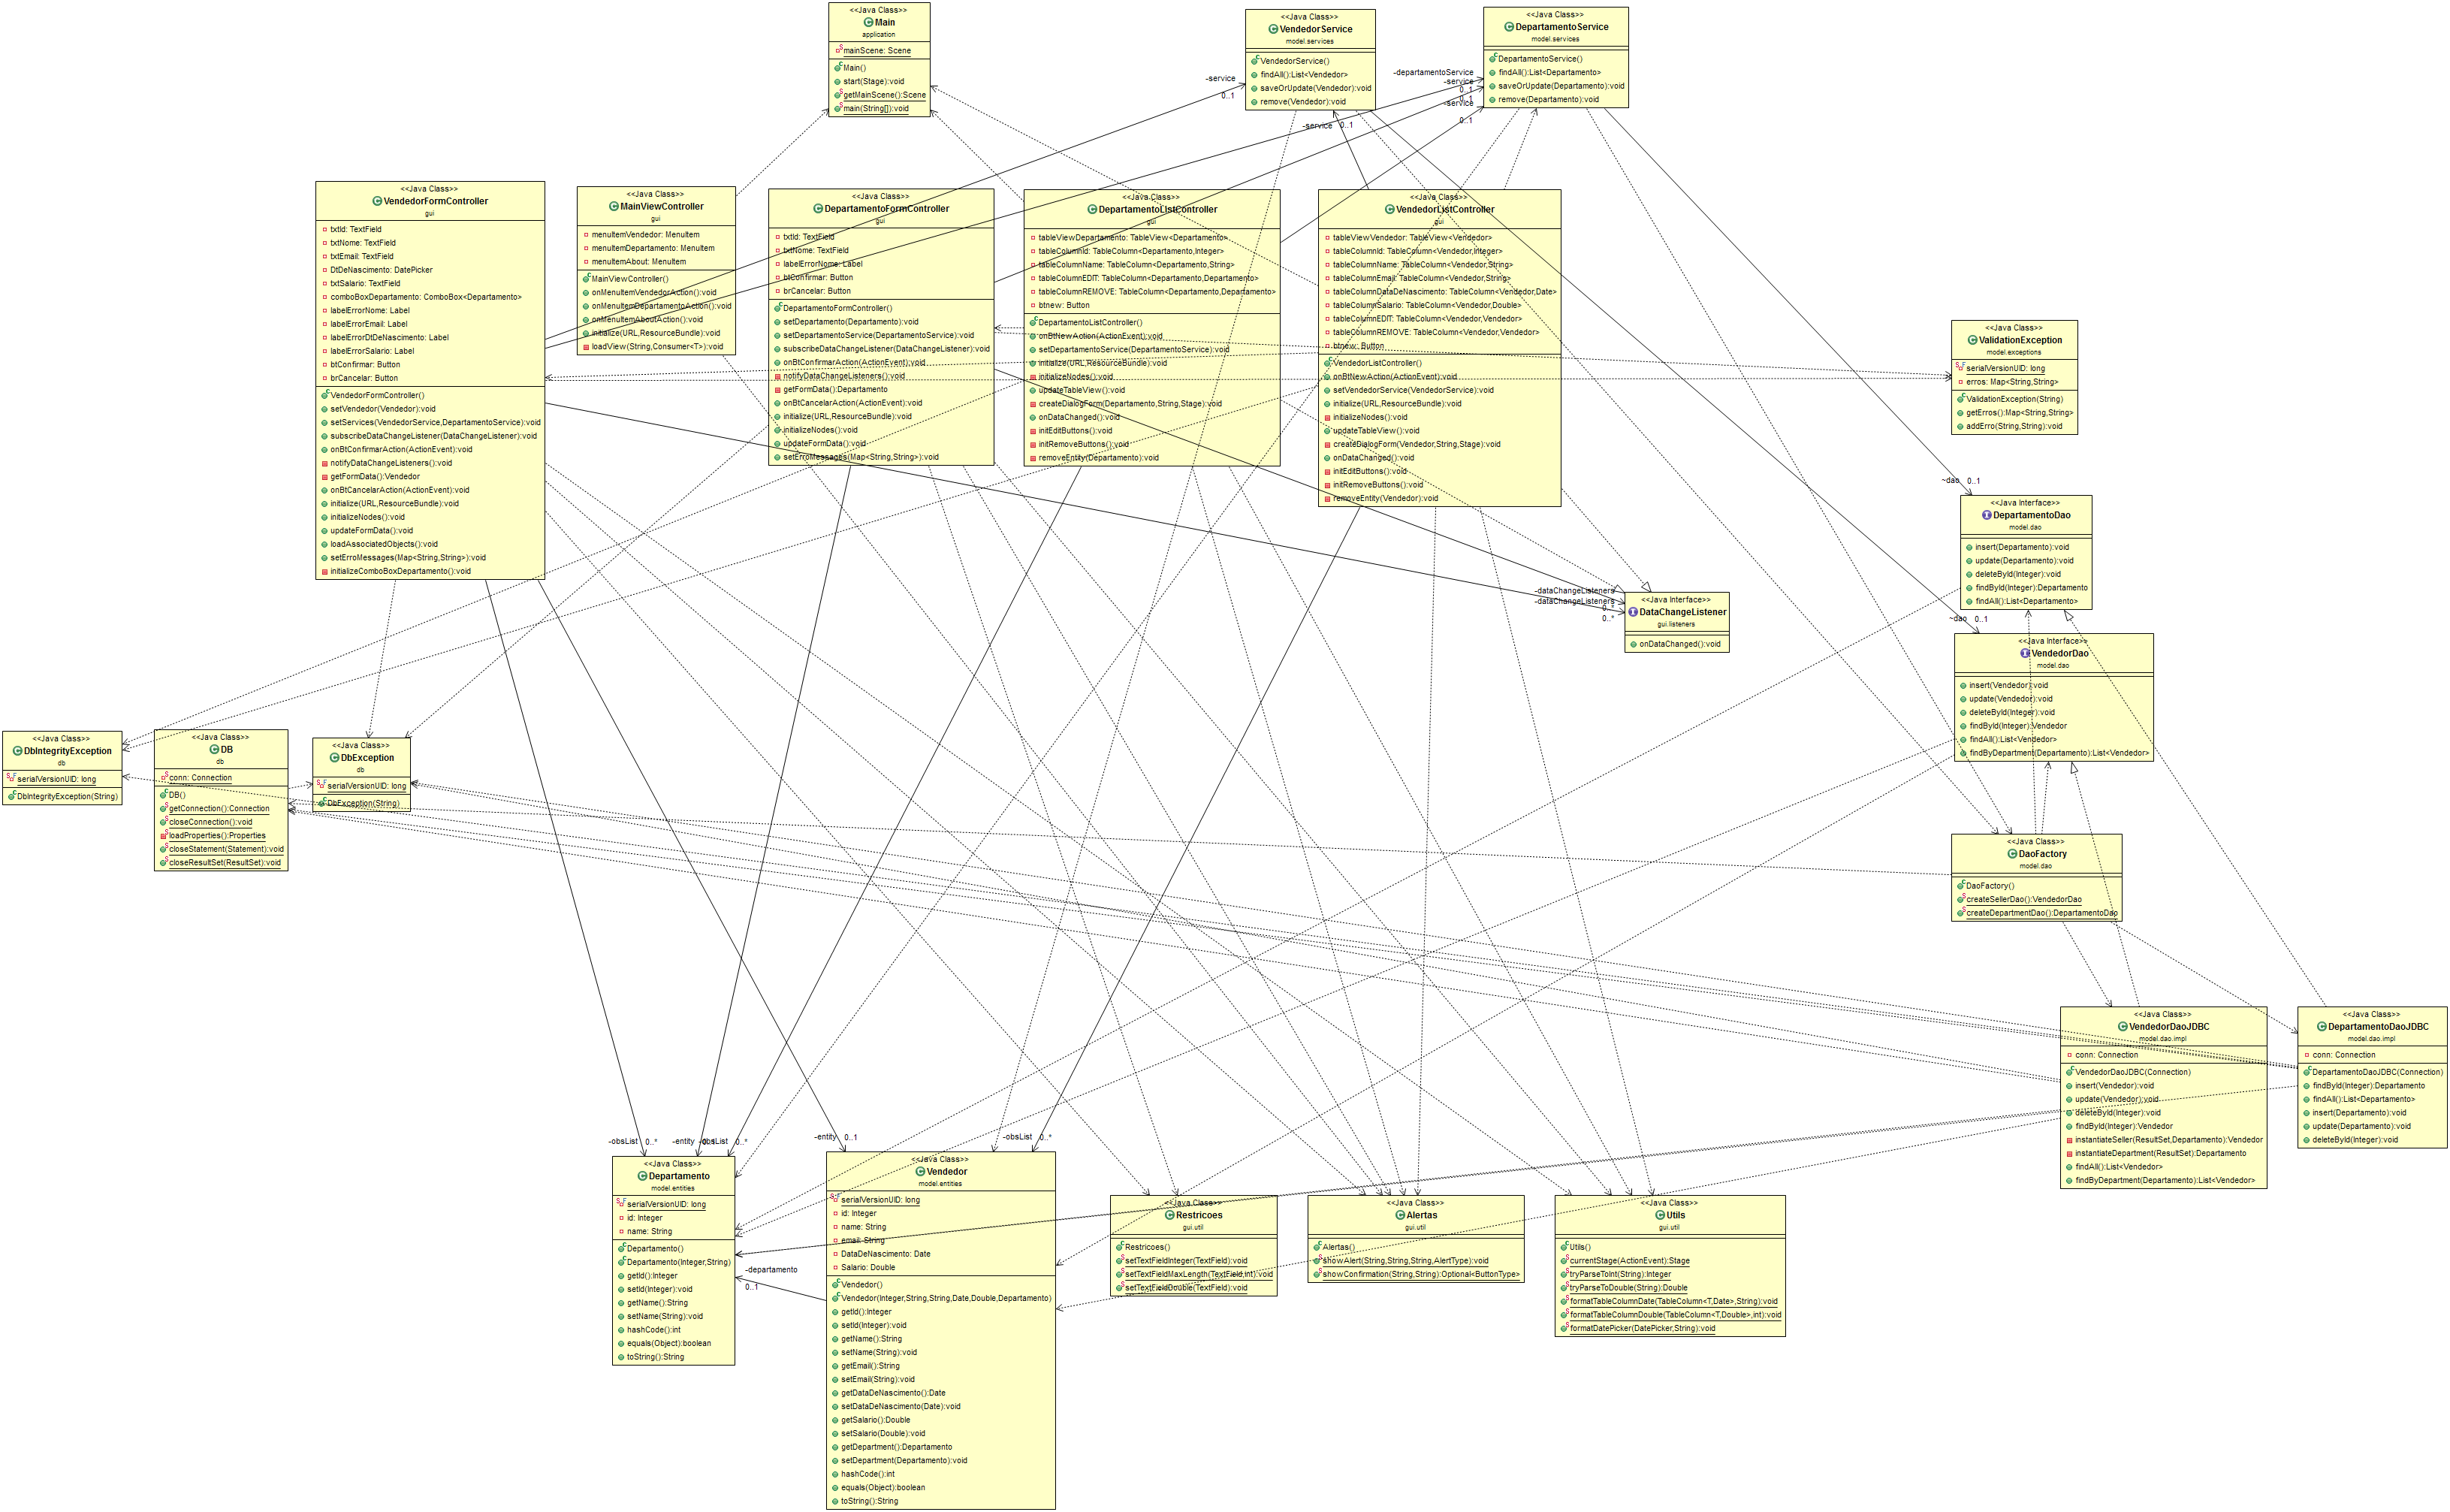 <<Java Class>>
Main
application
mainScene: Scene
Main()
start(Stage):void
getMainScene():Scene
main(String[]):void
<<Java Class>>
VendedorService
model.services
VendedorService()
findAll():List<Vendedor>
saveOrUpdate(Vendedor):void
remove(Vendedor):void
<<Java Class>>
DepartamentoService
model.services
DepartamentoService()
findAll():List<Departamento>
saveOrUpdate(Departamento):void
remove(Departamento):void
-service
0..1
-departamentoService
-service
0..1
0..1
-service
0..1
-service
0..1
<<Java Class>>
VendedorFormController
gui
txtId: TextField
txtNome: TextField
txtEmail: TextField
DtDeNascimento: DatePicker
txtSalario: TextField
comboBoxDepartamento: ComboBox<Departamento>
labelErrorNome: Label
labelErrorEmail: Label
labelErrorDtDeNascimento: Label
labelErrorSalario: Label
btConfirmar: Button
brCancelar: Button
VendedorFormController()
setVendedor(Vendedor):void
setServices(VendedorService,DepartamentoService):void
subscribeDataChangeListener(DataChangeListener):void
onBtConfirmarAction(ActionEvent):void
notifyDataChangeListeners():void
getFormData():Vendedor
onBtCancelarAction(ActionEvent):void
initialize(URL,ResourceBundle):void
initializeNodes():void
updateFormData():void
loadAssociatedObjects():void
setErroMessages(Map<String,String>):void
initializeComboBoxDepartamento():void
<<Java Class>>
MainViewController
gui
menuItemVendedor: MenuItem
menuItemDepartamento: MenuItem
menuItemAbout: MenuItem
MainViewController()
onMenuItemVendedorAction():void
onMenuItemDepartamentoAction():void
onMenuItemAboutAction():void
initialize(URL,ResourceBundle):void
loadView(String,Consumer<T>):void
<<Java Class>>
DepartamentoFormController
gui
txtId: TextField
txtNome: TextField
labelErrorNome: Label
btConfirmar: Button
brCancelar: Button
DepartamentoFormController()
setDepartamento(Departamento):void
setDepartamentoService(DepartamentoService):void
subscribeDataChangeListener(DataChangeListener):void
onBtConfirmarAction(ActionEvent):void
notifyDataChangeListeners():void
getFormData():Departamento
onBtCancelarAction(ActionEvent):void
initialize(URL,ResourceBundle):void
initializeNodes():void
updateFormData():void
setErroMessages(Map<String,String>):void
<<Java Class>>
DepartamentoListController
gui
tableViewDepartamento: TableView<Departamento>
tableColumnId: TableColumn<Departamento,Integer>
tableColumnName: TableColumn<Departamento,String>
tableColumnEDIT: TableColumn<Departamento,Departamento>
tableColumnREMOVE: TableColumn<Departamento,Departamento>
btnew: Button
DepartamentoListController()
onBtNewAction(ActionEvent):void
setDepartamentoService(DepartamentoService):void
initialize(URL,ResourceBundle):void
initializeNodes():void
updateTableView():void
createDialogForm(Departamento,String,Stage):void
onDataChanged():void
initEditButtons():void
initRemoveButtons():void
removeEntity(Departamento):void
<<Java Class>>
VendedorListController
gui
tableViewVendedor: TableView<Vendedor>
tableColumnId: TableColumn<Vendedor,Integer>
tableColumnName: TableColumn<Vendedor,String>
tableColumnEmail: TableColumn<Vendedor,String>
tableColumnDataDeNascimento: TableColumn<Vendedor,Date>
tableColumnSalario: TableColumn<Vendedor,Double>
tableColumnEDIT: TableColumn<Vendedor,Vendedor>
tableColumnREMOVE: TableColumn<Vendedor,Vendedor>
btnew: Button
VendedorListController()
onBtNewAction(ActionEvent):void
setVendedorService(VendedorService):void
initialize(URL,ResourceBundle):void
initializeNodes():void
updateTableView():void
createDialogForm(Vendedor,String,Stage):void
onDataChanged():void
initEditButtons():void
initRemoveButtons():void
removeEntity(Vendedor):void
<<Java Class>>
ValidationException
model.exceptions
serialVersionUID: long
erros: Map<String,String>
ValidationException(String)
getErros():Map<String,String>
addErro(String,String):void
~dao
0..1
<<Java Interface>>
DepartamentoDao
model.dao
insert(Departamento):void
update(Departamento):void
deleteById(Integer):void
findById(Integer):Departamento
findAll():List<Departamento>
-dataChangeListeners
-dataChangeListeners
0..*
0..*
<<Java Interface>>
DataChangeListener
gui.listeners
onDataChanged():void
~dao
0..1
<<Java Interface>>
VendedorDao
model.dao
insert(Vendedor):void
update(Vendedor):void
deleteById(Integer):void
findById(Integer):Vendedor
findAll():List<Vendedor>
findByDepartment(Departamento):List<Vendedor>
<<Java Class>>
DbIntegrityException
db
serialVersionUID: long
DbIntegrityException(String)
<<Java Class>>
DB
db
conn: Connection
DB()
getConnection():Connection
closeConnection():void
loadProperties():Properties
closeStatement(Statement):void
closeResultSet(ResultSet):void
<<Java Class>>
DbException
db
serialVersionUID: long
DbException(String)
<<Java Class>>
DaoFactory
model.dao
DaoFactory()
createSellerDao():VendedorDao
createDepartmentDao():DepartamentoDao
<<Java Class>>
VendedorDaoJDBC
model.dao.impl
conn: Connection
VendedorDaoJDBC(Connection)
insert(Vendedor):void
update(Vendedor):void
deleteById(Integer):void
findById(Integer):Vendedor
instantiateSeller(ResultSet,Departamento):Vendedor
instantiateDepartment(ResultSet):Departamento
findAll():List<Vendedor>
findByDepartment(Departamento):List<Vendedor>
<<Java Class>>
DepartamentoDaoJDBC
model.dao.impl
conn: Connection
DepartamentoDaoJDBC(Connection)
findById(Integer):Departamento
findAll():List<Departamento>
insert(Departamento):void
update(Departamento):void
deleteById(Integer):void
-obsList
0..*
-entity
0..1
-obsList
0..*
-entity
0..1
-obsList
0..*
<<Java Class>>
Departamento
model.entities
serialVersionUID: long
id: Integer
name: String
Departamento()
Departamento(Integer,String)
getId():Integer
setId(Integer):void
getName():String
setName(String):void
hashCode():int
equals(Object):boolean
toString():String
-departamento
0..1
<<Java Class>>
Vendedor
model.entities
serialVersionUID: long
id: Integer
name: String
email: String
DataDeNascimento: Date
Salario: Double
Vendedor()
Vendedor(Integer,String,String,Date,Double,Departamento)
getId():Integer
setId(Integer):void
getName():String
setName(String):void
getEmail():String
setEmail(String):void
getDataDeNascimento():Date
setDataDeNascimento(Date):void
getSalario():Double
setSalario(Double):void
getDepartment():Departamento
setDepartment(Departamento):void
hashCode():int
equals(Object):boolean
toString():String
<<Java Class>>
Restricoes
gui.util
Restricoes()
setTextFieldInteger(TextField):void
setTextFieldMaxLength(TextField,int):void
setTextFieldDouble(TextField):void
<<Java Class>>
Alertas
gui.util
Alertas()
showAlert(String,String,String,AlertType):void
showConfirmation(String,String):Optional<ButtonType>
<<Java Class>>
Utils
gui.util
Utils()
currentStage(ActionEvent):Stage
tryParseToInt(String):Integer
tryParseToDouble(String):Double
formatTableColumnDate(TableColumn<T,Date>,String):void
formatTableColumnDouble(TableColumn<T,Double>,int):void
formatDatePicker(DatePicker,String):void